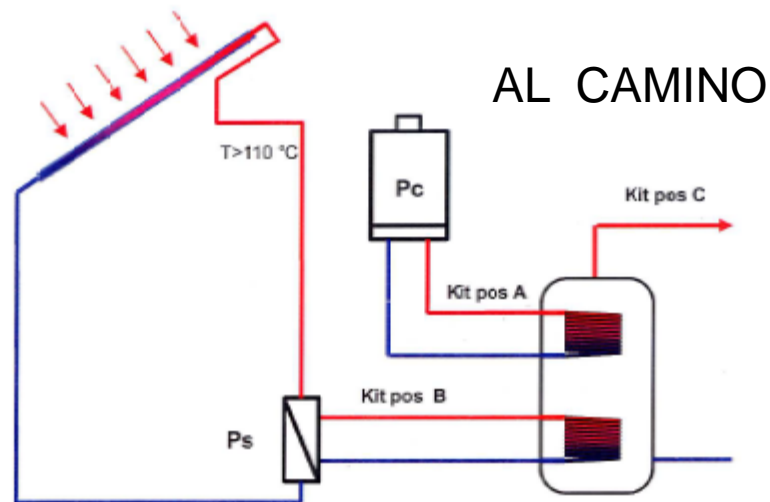 AL CAMINO
T>110 °C
Pc
Kit pos C
Kit pos A
Kit pos B
Ps